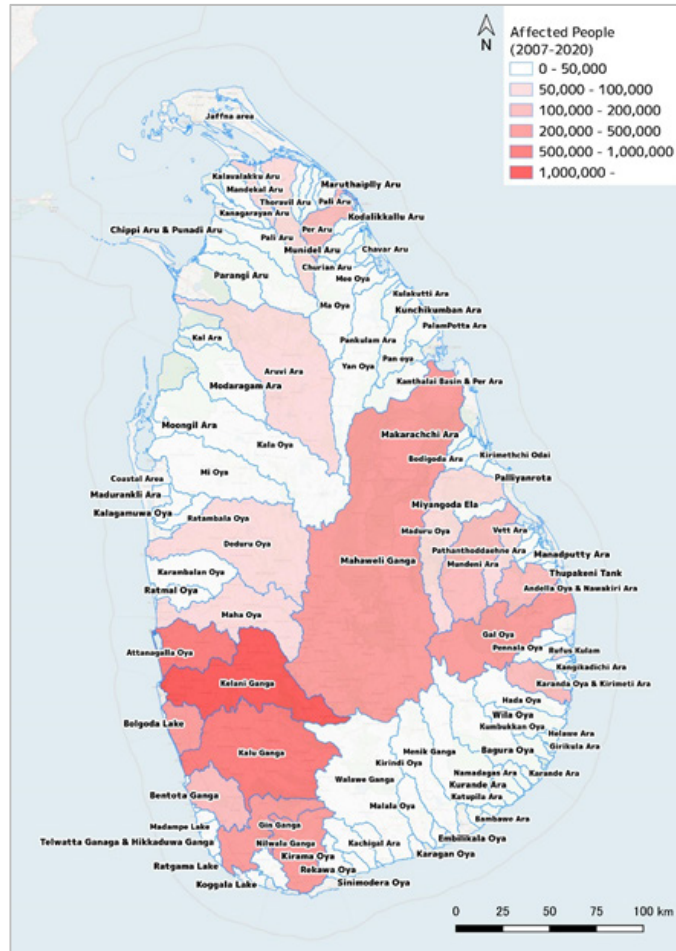 N
Affected People
(2007-2020)
0 - 50,000
50,000 - 100,000
100,000 - 200,000
200,000 - 500,000
500,000 - 1,000,000
1,000,000 -
Jaffna area
Kalavalakku Aru
Maruthaiplly Aru
Mandekal Aru
Thoravil Aru
Pali Aru
Kanagarayan Aru
Kodalikkallu Aru
Chippi Aru & Punadi Aru
Per Aru
Pali Aru
Munidel Aru
Chavar Aru
Churian Aru
Parangi Aru
Mee Oya
Kalakutti Ara
Ma Oya
Kunchikumban Ara
PalamPotta Ara
Kal Ara
Pankulam Ara
Pan oya
Aruvi Ara
Yan Oya
Modaragam Ara
Kanthalai Basin & Per Ara
Moongil Ara
Makarachchi Ara
Kala Oya
Kirimethchi Odai
Bodigoda Ara
Mi Oya
Coastal Area
Palliyanrota
Madurankli Ara
Miyangoda Ela
Kalagamuwa Oya
Ratambala Oya
Maduru Oya
Vett Aru
Deduru Oya
Pathanthoddaehne Aru
Manadputty Aru
Mahaweli Ganga
Mundeni Ara
Karambalan Oya
Thupakeni Tank
Ratmal Oya
Andella Oya & Nawakiri Ara
Maha Oya
Gal Oya
Attanagalla Oya
Pennala Oya
Rufus Kulam
Kangikadichi Ara
Kelani Ganga
Karanda Oya & Kirimeti Ara
Hada Oya
Bolgoda Lake
Wila Oya
Kumbukkan Oya
Helawe Ara
Kalu Ganga
Menik Ganga
Bagura Oya
Girikula Ara
Kirindi Oya
Walawe Ganga
Namadagas Ara
Karande Ara
Kurande Ara
Bentota Ganga
Katupila Ara
Malala Oya
Bambawe Ara
Madampe Lake
Gin Ganga
Embilikala Oya
Telwatta Ganaga & Hikkaduwa Ganga
Nilwala Ganga
Kachigal Ara
Karagan Oya
Kirama Oya
Ratgama Lake
Rekawa Oya
Koggala Lake
Sinimodera Oya
0 25 50 75 100 km